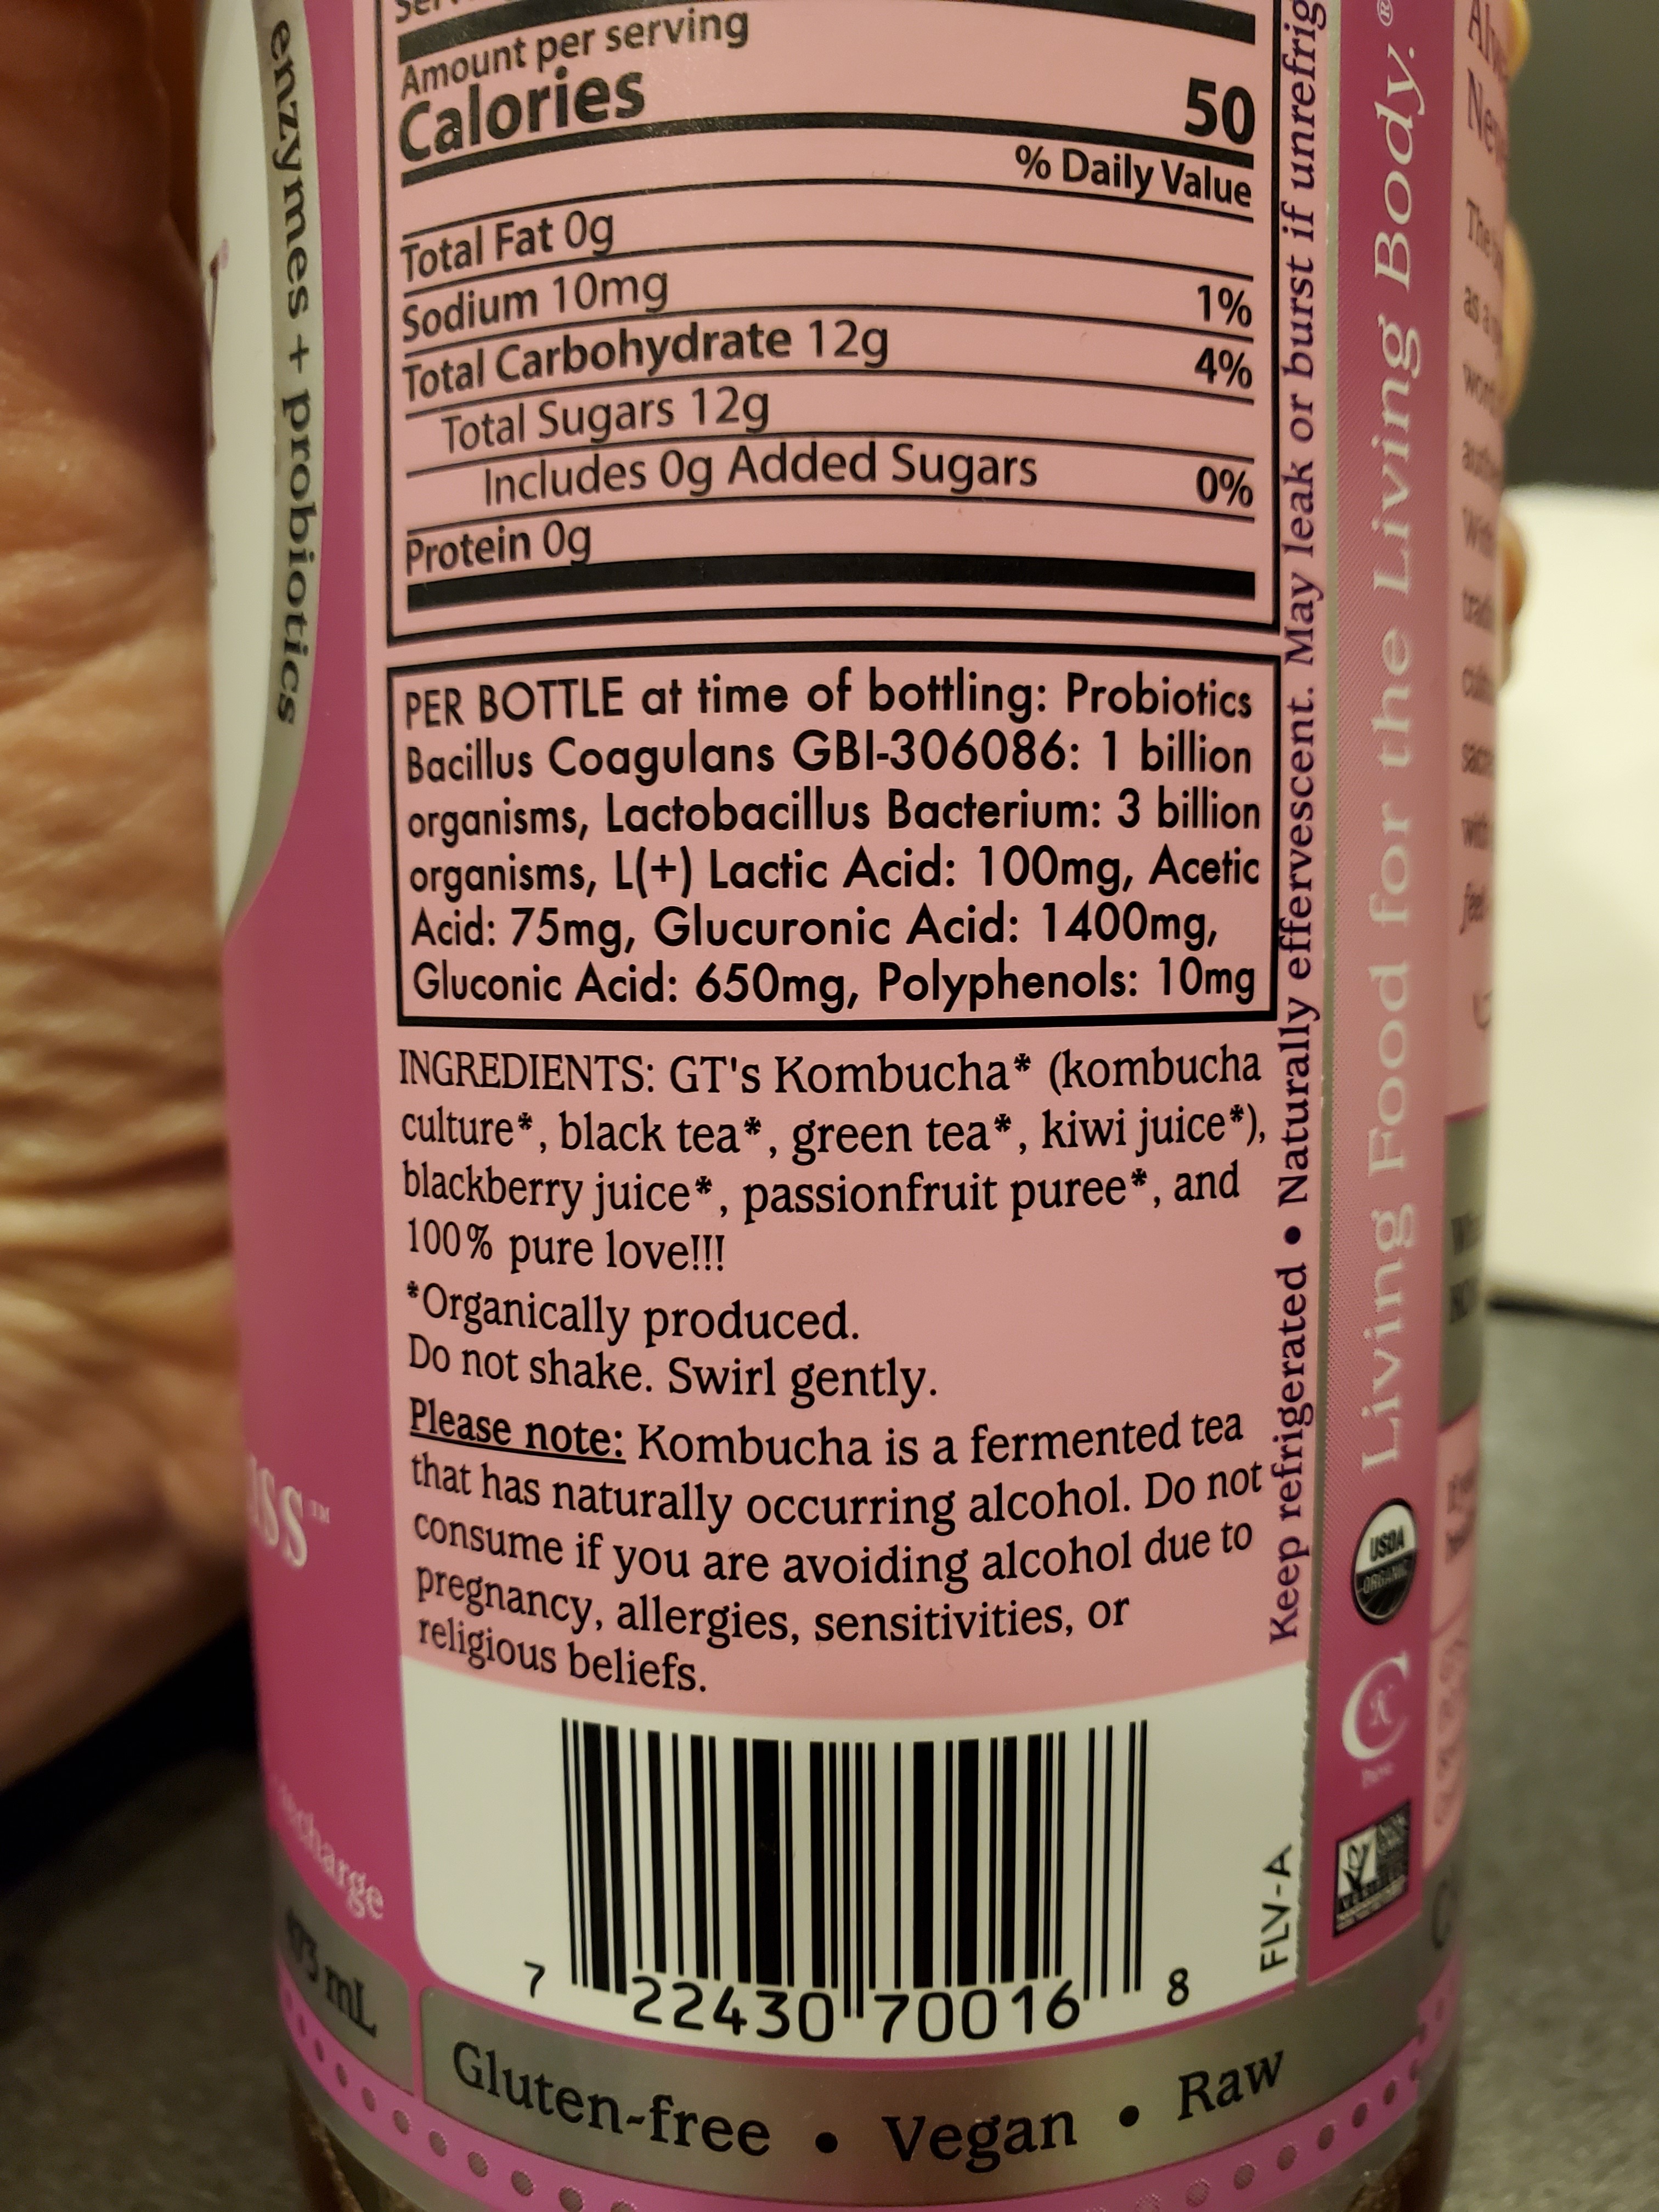 Amount per serving
Calories 50
% Daily Value
Total Fat 0g
Sodium 10mg 1%
Total Carbohydrate 12g 4%
Total Sugars 12g
Includes 0g Added Sugars 0%
Protein 0g
PER BOTTLE at time of bottling: Probiotics
Bacillus Coagulans GBI-306086: 1 billion
organisms, Lactobacillus Bacterium: 3 billion
organisms, L(+) Lactic Acid: 100mg, Acetic
Acid: 75mg, Glucuronic Acid: 1400mg,
Gluconic Acid: 650mg, Polyphenols: 10mg
INGREDIENTS: GT's Kombucha* (kombucha
culture*, black tea*, green tea*, kiwi juice*),
blackberry juice*, passionfruit puree*, and
100% pure love!!!
*Organically produced.
Do not shake. Swirl gently.
Please note: Kombucha is a fermented tea
that has naturally occurring alcohol. Do not
consume if you are avoiding alcohol due to
pregnancy, allergies, sensitivities, or
religious beliefs.
7 22430 70016 8
FLV-A
Gluten-free • Vegan • Raw
enzymes + probiotics
Keep refrigerated • Naturally effervescent. May leak or burst if unrefrig
Living Food for the Living Body.®
USDA
ORGANIC
473 mL